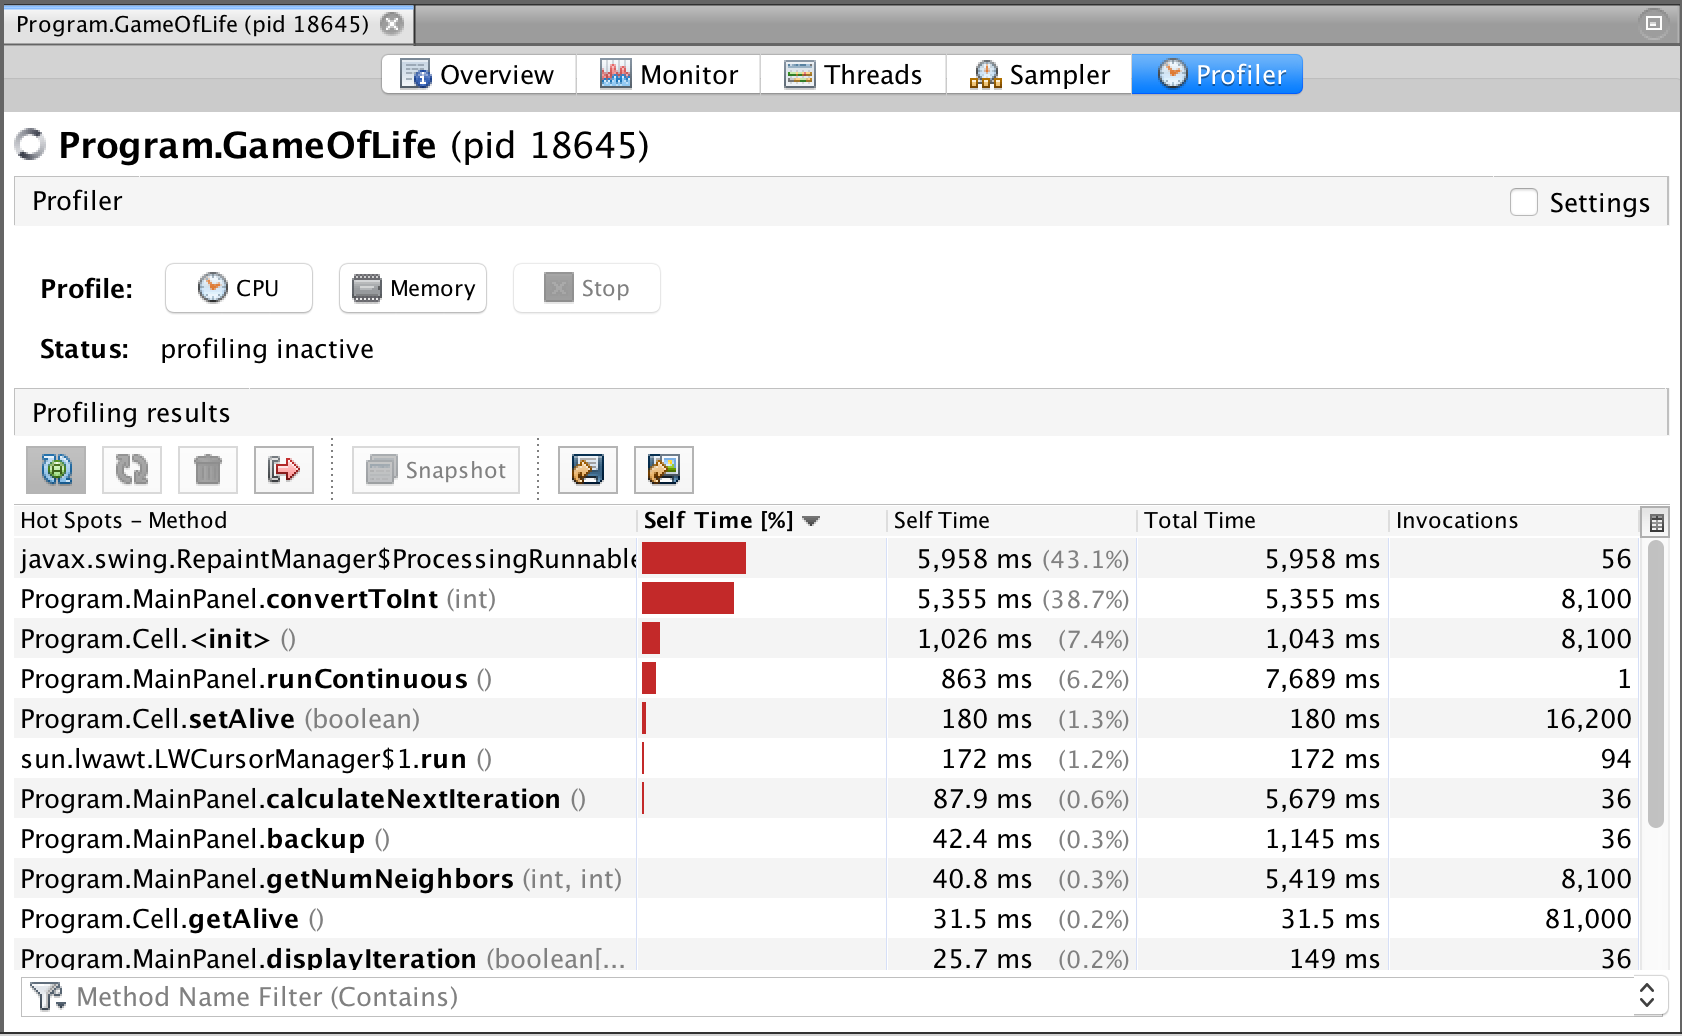 Program.GameOfLife (pid 18645)
Overview Monitor Threads Sampler Profiler
Program.GameOfLife (pid 18645)
Profiler Settings
Profile: CPU Memory Stop
Status: profiling inactive
Profiling results
Snapshot
Hot Spots – Method Self Time [%] Self Time Total Time Invocations
javax.swing.RepaintManager$ProcessingRunnable 5,958 ms (43.1%) 5,958 ms 56
Program.MainPanel.convertToInt (int) 5,355 ms (38.7%) 5,355 ms 8,100
Program.Cell.<init> () 1,026 ms (7.4%) 1,043 ms 8,100
Program.MainPanel.runContinuous () 863 ms (6.2%) 7,689 ms 1
Program.Cell.setAlive (boolean) 180 ms (1.3%) 180 ms 16,200
sun.lwawt.LWCursorManager$1.run () 172 ms (1.2%) 172 ms 94
Program.MainPanel.calculateNextIteration () 87.9 ms (0.6%) 5,679 ms 36
Program.MainPanel.backup () 42.4 ms (0.3%) 1,145 ms 36
Program.MainPanel.getNumNeighbors (int, int) 40.8 ms (0.3%) 5,419 ms 8,100
Program.Cell.getAlive () 31.5 ms (0.2%) 31.5 ms 81,000
Program.MainPanel.displayIteration (boolean[... 25.7 ms (0.2%) 149 ms 36
Method Name Filter (Contains)